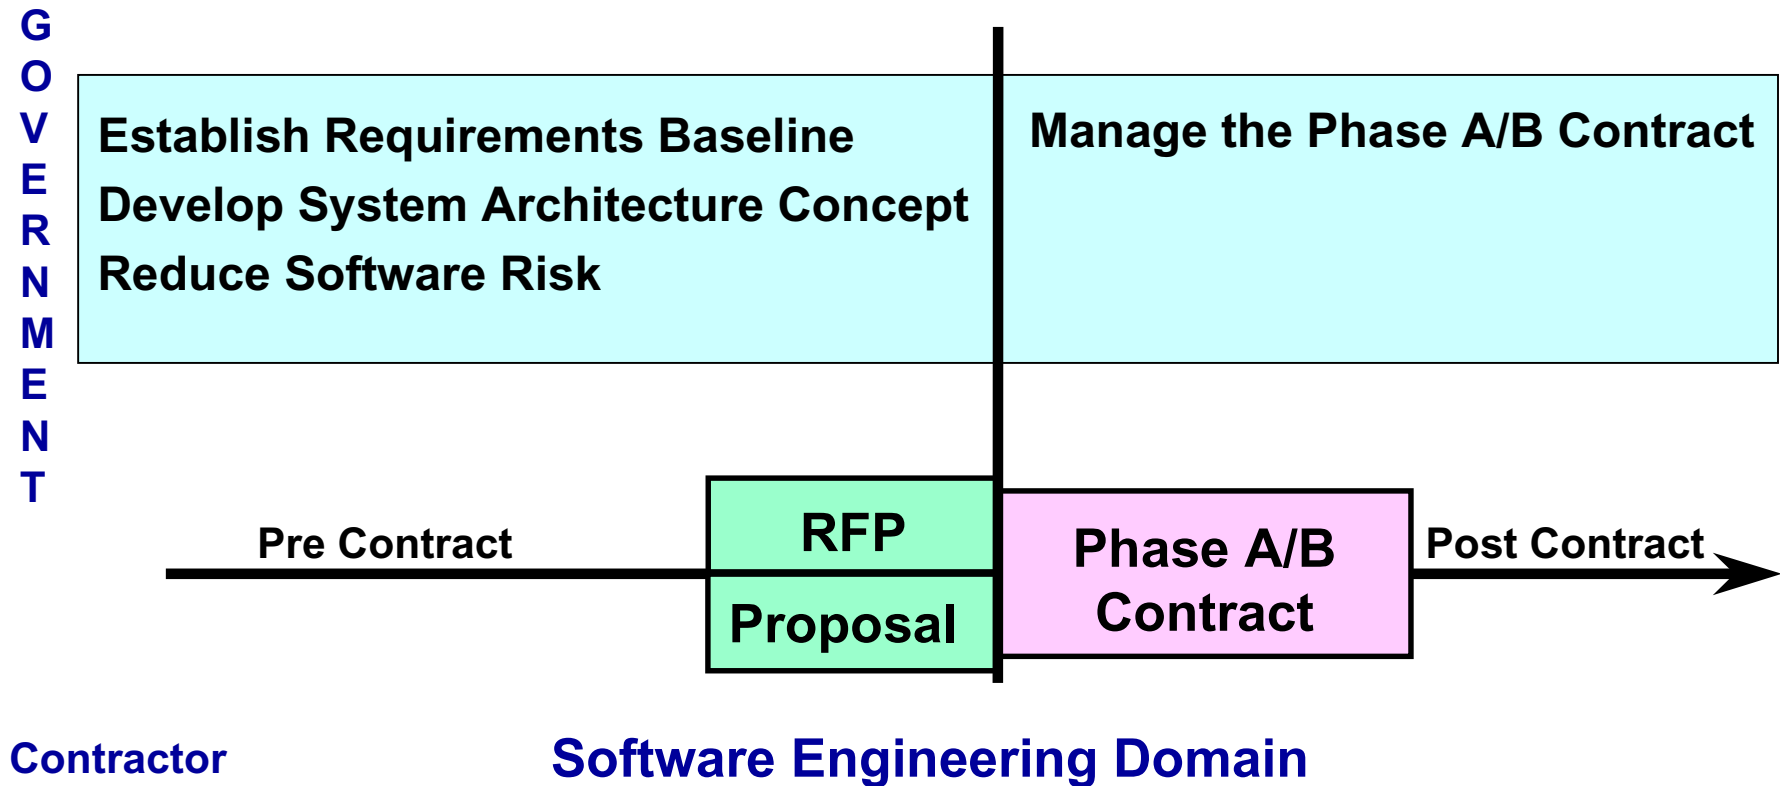 GOVERNMENT
Establish Requirements Baseline
Develop System Architecture Concept
Reduce Software Risk
Manage the Phase A/B Contract
Pre Contract
RFP
Proposal
Phase A/B
Contract
Post Contract
Contractor
Software Engineering Domain